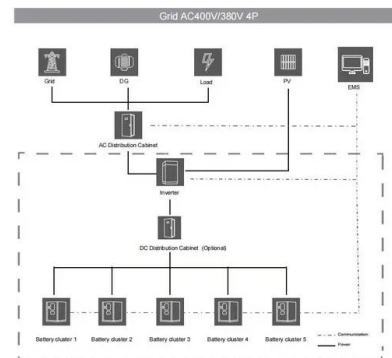 Grid AC400V/380V 4P
Grid
DG
Load
PV
EMS
AC Distribution Cabinet
Inverter
DC Distribution Cabinet (Optional)
Battery cluster 1
Battery cluster 2
Battery cluster 3
Battery cluster 4
Battery cluster 5
Communication
Power